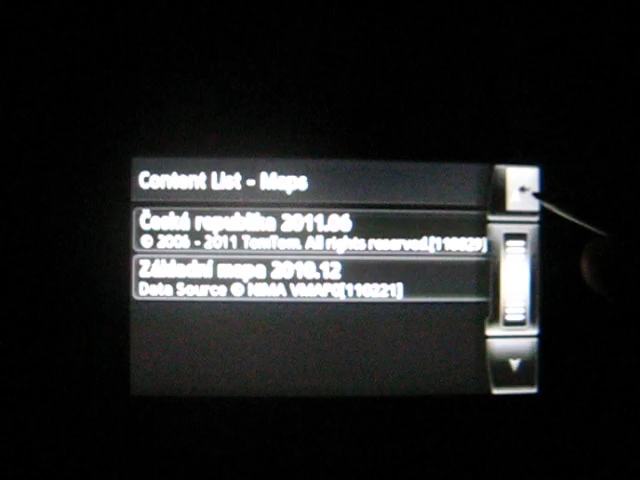 Content List - Maps
Česká republika 2011.06
© 2006 - 2011 TomTom. All rights reserved.[110829]
Základní mapa 2010.12
Data Source © NIMA VMAP0[110221]